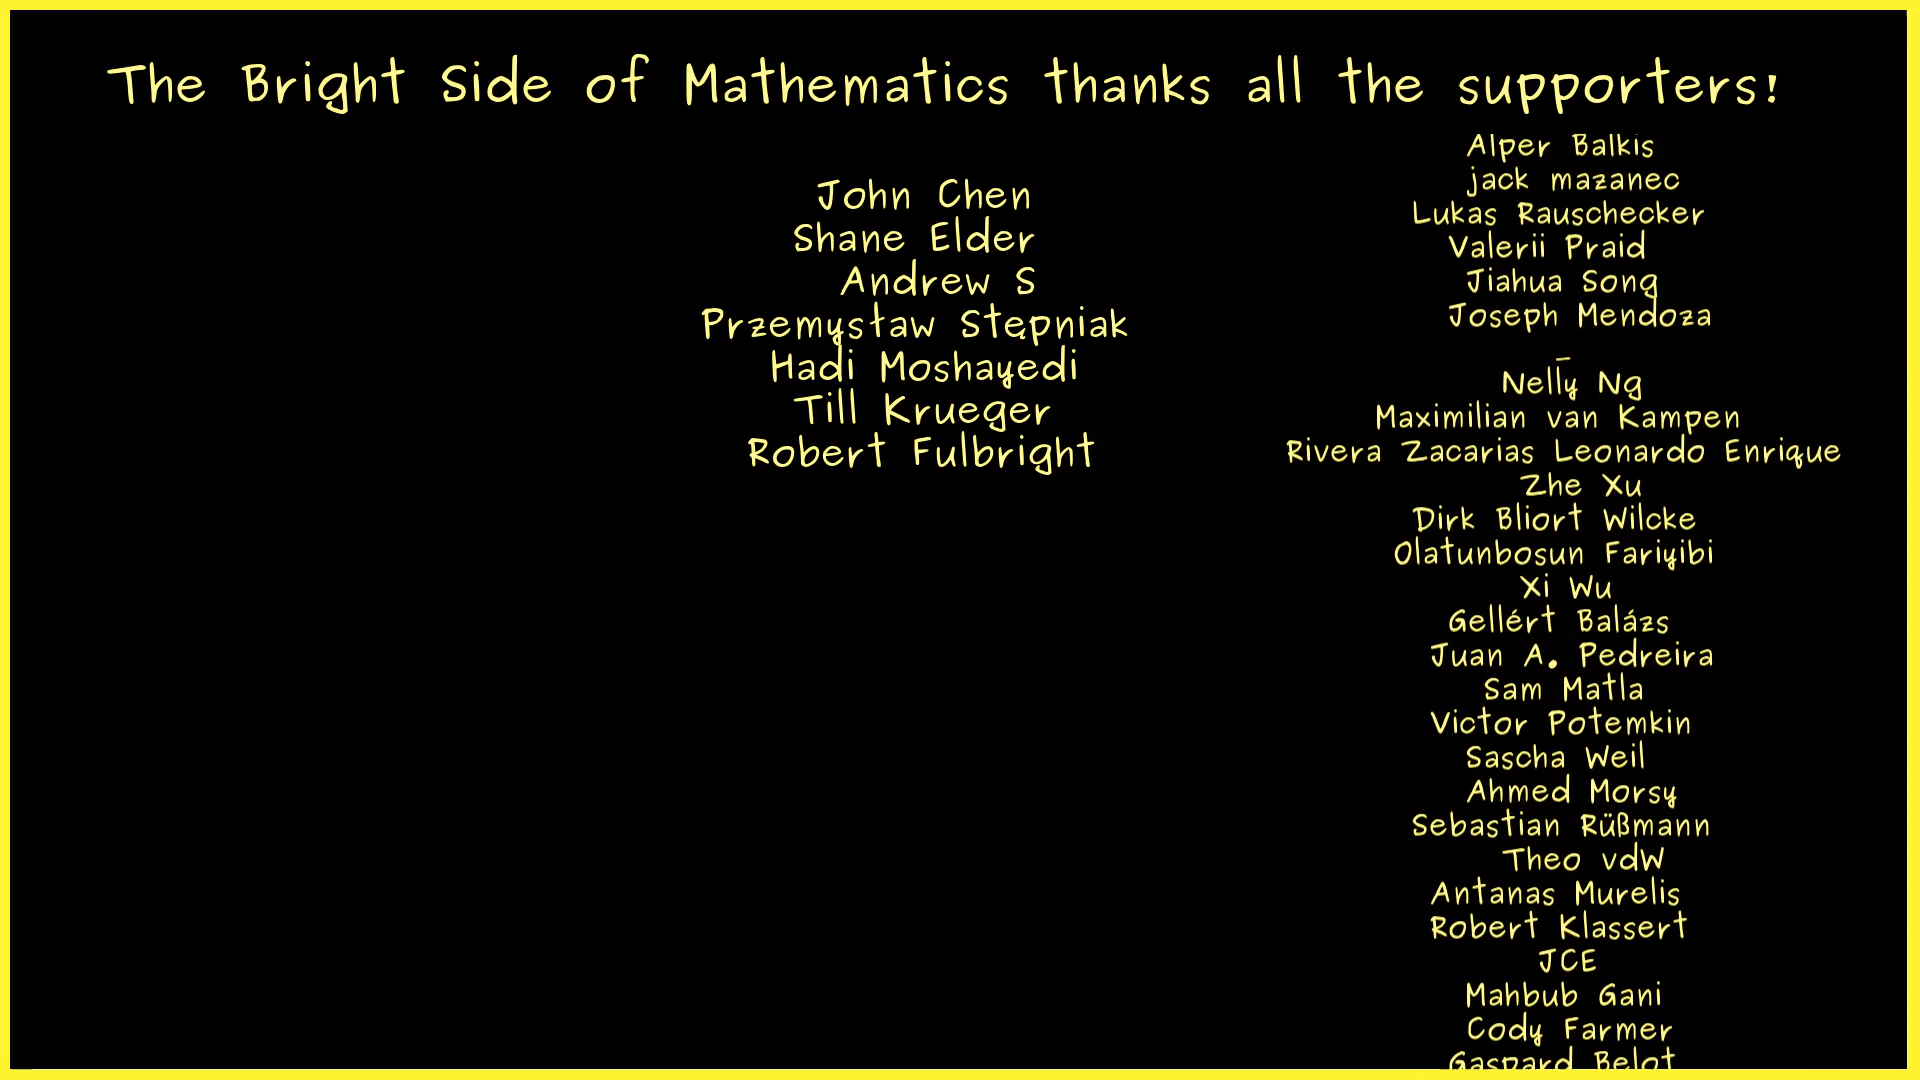 The Bright Side of Mathematics thanks all the supporters!
John Chen
Shane Elder
Andrew S
Przemysław Stępniak
Hadi Moshayedi
Till Krueger
Robert Fulbright
Alper Balkis
jack mazanec
Lukas Rauschecker
Valerii Praid
Jiahua Song
Joseph Mendoza
_
Nelly Ng
Maximilian van Kampen
Rivera Zacarias Leonardo Enrique
Zhe Xu
Dirk Bliort Wilcke
Olatunbosun Fariyibi
Xi Wu
Gellért Balázs
Juan A. Pedreira
Sam Matla
Victor Potemkin
Sascha Weil
Ahmed Morsy
Sebastian Rüßmann
Theo vdW
Antanas Murelis
Robert Klassert
JCE
Mahbub Gani
Cody Farmer
Gaspard Belot